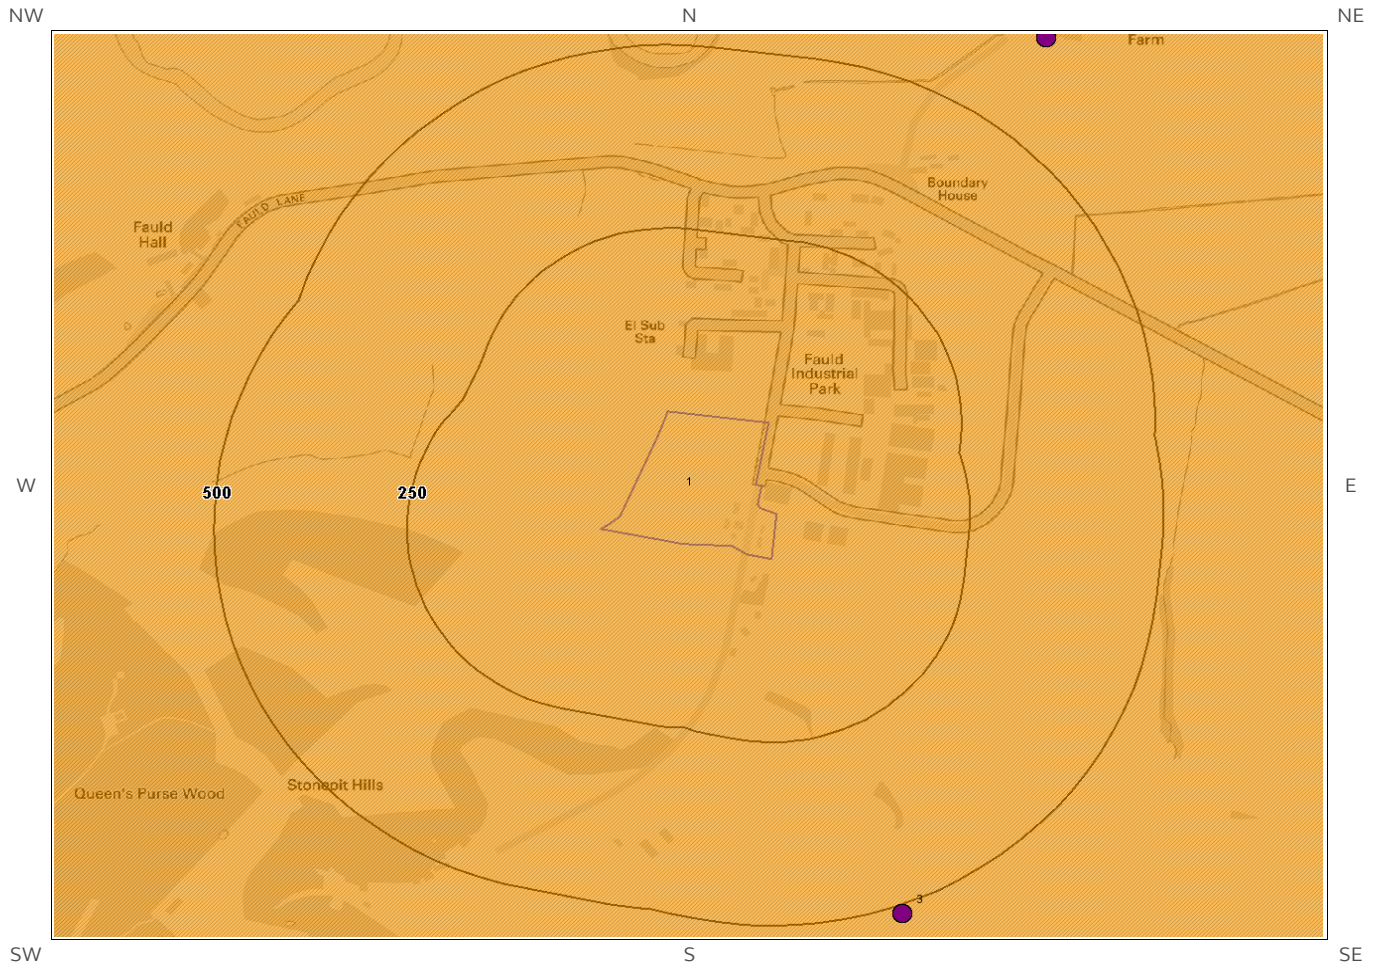 NW
N
NE
Farm
Boundary
House
FAULD LANE
Fauld
Hall
El Sub
Sta
Fauld
Industrial
Park
W
1
E
500
250
Stonepit Hills
Queen's Purse Wood
3
SW
S
SE